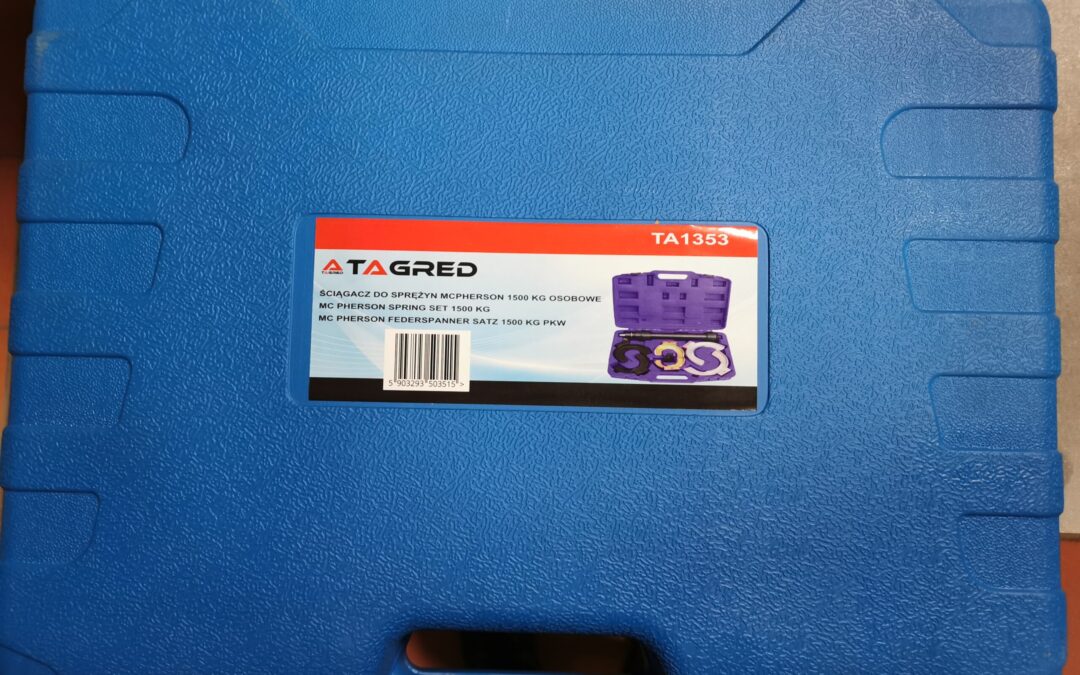 TA1353
TAGRED
TAGRED
ŚCIĄGACZ DO SPRĘŻYN MCPHERSON 1500 KG OSOBOWE
MC PHERSON SPRING SET 1500 KG
MC PHERSON FEDERSPANNER SATZ 1500 KG PKW
5 903293 503515 >